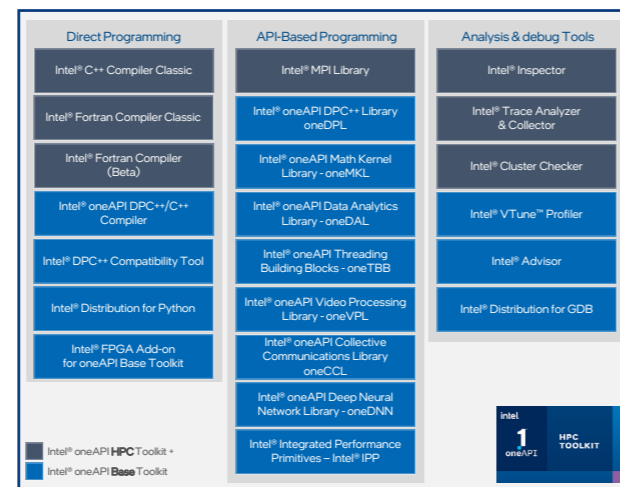 Direct Programming
Intel® C++ Compiler Classic
Intel® Fortran Compiler Classic
Intel® Fortran Compiler
(Beta)
Intel® oneAPI DPC++/C++
Compiler
Intel® DPC++ Compatibility Tool
Intel® Distribution for Python
Intel® FPGA Add-on
for oneAPI Base Toolkit
API-Based Programming
Intel® MPI Library
Intel® oneAPI DPC++ Library
oneDPL
Intel® oneAPI Math Kernel
Library - oneMKL
Intel® oneAPI Data Analytics
Library - oneDAL
Intel® oneAPI Threading
Building Blocks - oneTBB
Intel® oneAPI Video Processing
Library - oneVPL
Intel® oneAPI Collective
Communications Library
oneCCL
Intel® oneAPI Deep Neural
Network Library - oneDNN
Intel® Integrated Performance
Primitives – Intel® IPP
Analysis & debug Tools
Intel® Inspector
Intel® Trace Analyzer
& Collector
Intel® Cluster Checker
Intel® VTune™ Profiler
Intel® Advisor
Intel® Distribution for GDB
Intel® oneAPI HPC Toolkit +
Intel® oneAPI Base Toolkit
intel
1
oneAPI
HPC
TOOLKIT